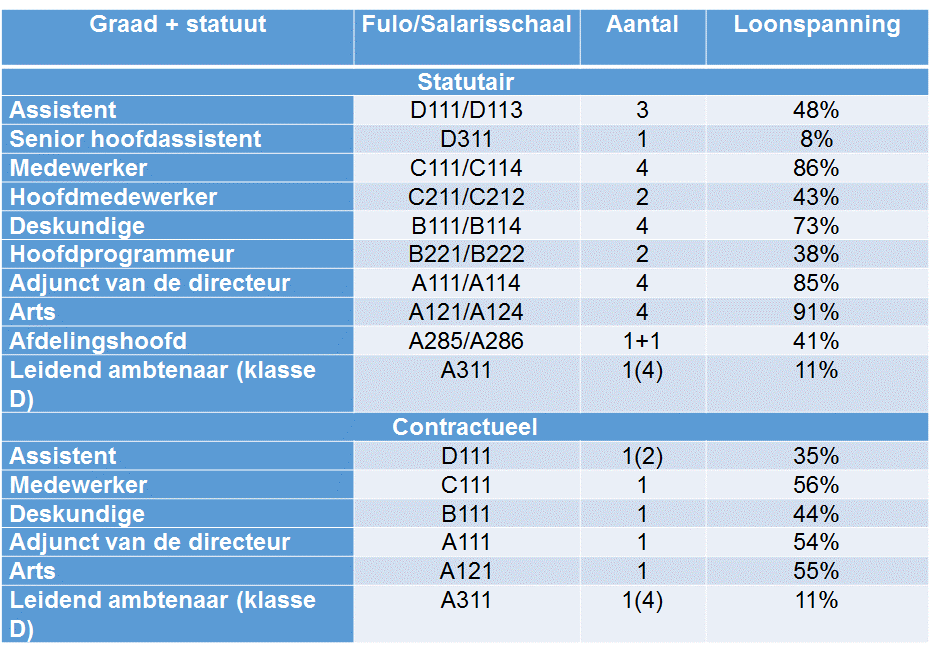 Graad + statuut Fulo/Salarisschaal Aantal Loonspanning
Statutair
Assistent D111/D113 3 48%
Senior hoofdassistent D311 1 8%
Medewerker C111/C114 4 86%
Hoofdmedewerker C211/C212 2 43%
Deskundige B111/B114 4 73%
Hoofdprogrammeur B221/B222 2 38%
Adjunct van de directeur A111/A114 4 85%
Arts A121/A124 4 91%
Afdelingshoofd A285/A286 1+1 41%
Leidend ambtenaar (klasse A311 1(4) 11%
D)
Contractueel
Assistent D111 1(2) 35%
Medewerker C111 1 56%
Deskundige B111 1 44%
Adjunct van de directeur A111 1 54%
Arts A121 1 55%
Leidend ambtenaar (klasse A311 1(4) 11%
D)